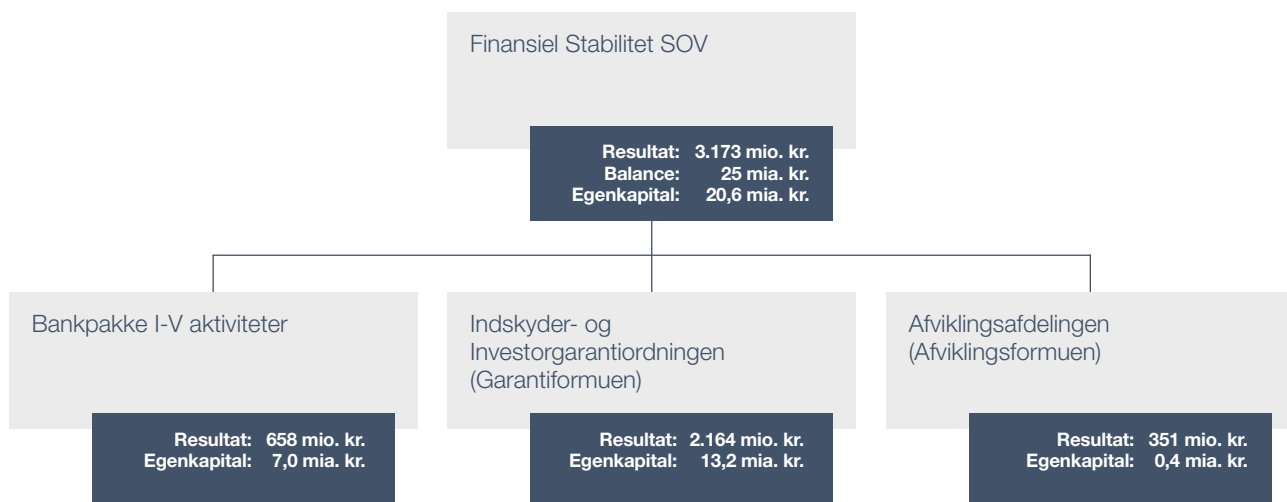 Finansiel Stabilitet SOV
Resultat: 3.173 mio. kr.
Balance: 25 mia. kr.
Egenkapital: 20,6 mia. kr.
Bankpakke I-V aktiviteter
Resultat: 658 mio. kr.
Egenkapital: 7,0 mia. kr.
Indskyder- og
Investorgarantiordningen
(Garantiformuen)
Resultat: 2.164 mio. kr.
Egenkapital: 13,2 mia. kr.
Afviklingsafdelingen
(Afviklingsformuen)
Resultat: 351 mio. kr.
Egenkapital: 0,4 mia. kr.